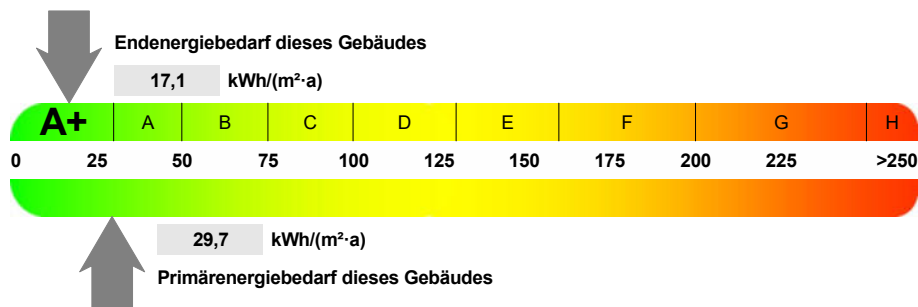 Endenergiebedarf dieses Gebäudes
17,1 kWh/(m²·a)
A+ A B C D E F G H
0 25 50 75 100 125 150 175 200 225 >250
29,7 kWh/(m²·a)
Primärenergiebedarf dieses Gebäudes